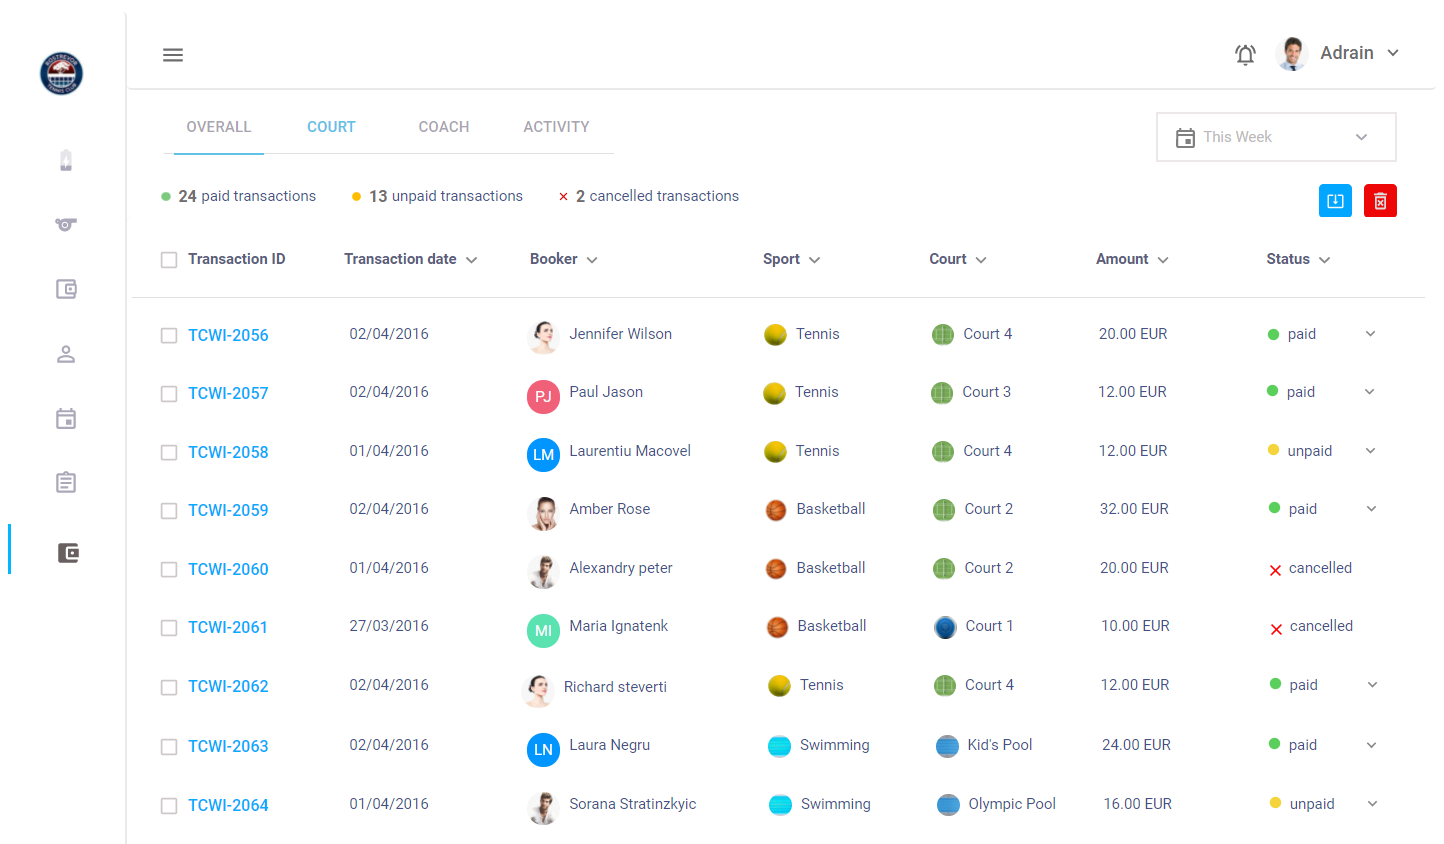 ROSTREVOR
TENNIS CLUB
Adrain
OVERALL COURT COACH ACTIVITY
This Week
24 paid transactions 13 unpaid transactions 2 cancelled transactions
Transaction ID Transaction date Booker Sport Court Amount Status
TCWI-2056 02/04/2016 Jennifer Wilson Tennis Court 4 20.00 EUR paid
TCWI-2057 02/04/2016 PJ Paul Jason Tennis Court 3 12.00 EUR paid
TCWI-2058 01/04/2016 LM Laurentiu Macovel Tennis Court 4 12.00 EUR unpaid
TCWI-2059 02/04/2016 Amber Rose Basketball Court 2 32.00 EUR paid
TCWI-2060 01/04/2016 Alexandry peter Basketball Court 2 20.00 EUR cancelled
TCWI-2061 27/03/2016 MI Maria Ignatenk Basketball Court 1 10.00 EUR cancelled
TCWI-2062 02/04/2016 Richard steverti Tennis Court 4 12.00 EUR paid
TCWI-2063 02/04/2016 LN Laura Negru Swimming Kid's Pool 24.00 EUR paid
TCWI-2064 01/04/2016 Sorana Stratinzkyic Swimming Olympic Pool 16.00 EUR unpaid